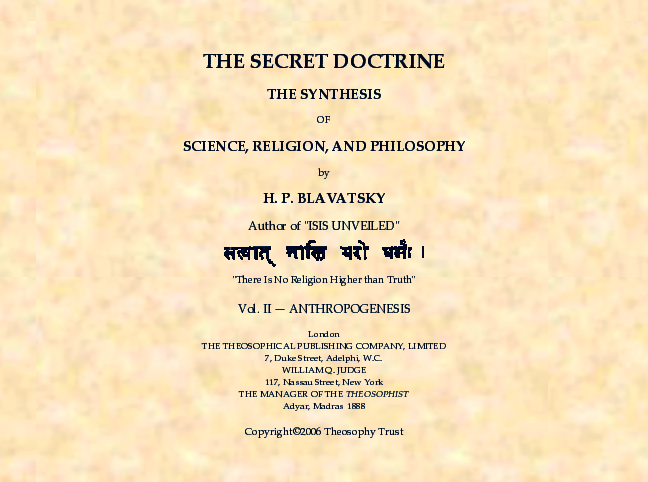 THE SECRET DOCTRINE
THE SYNTHESIS
OF
SCIENCE, RELIGION, AND PHILOSOPHY
by
H. P. BLAVATSKY
Author of "ISIS UNVEILED"
सत्यात् नास्ति परो धर्मः ।
"There Is No Religion Higher than Truth"
Vol. II — ANTHROPOGENESIS
London
THE THEOSOPHICAL PUBLISHING COMPANY, LIMITED
7, Duke Street, Adelphi, W.C.
WILLIAM Q. JUDGE
117, Nassau Street, New York
THE MANAGER OF THE THEOSOPHIST
Adyar, Madras 1888
Copyright©2006 Theosophy Trust